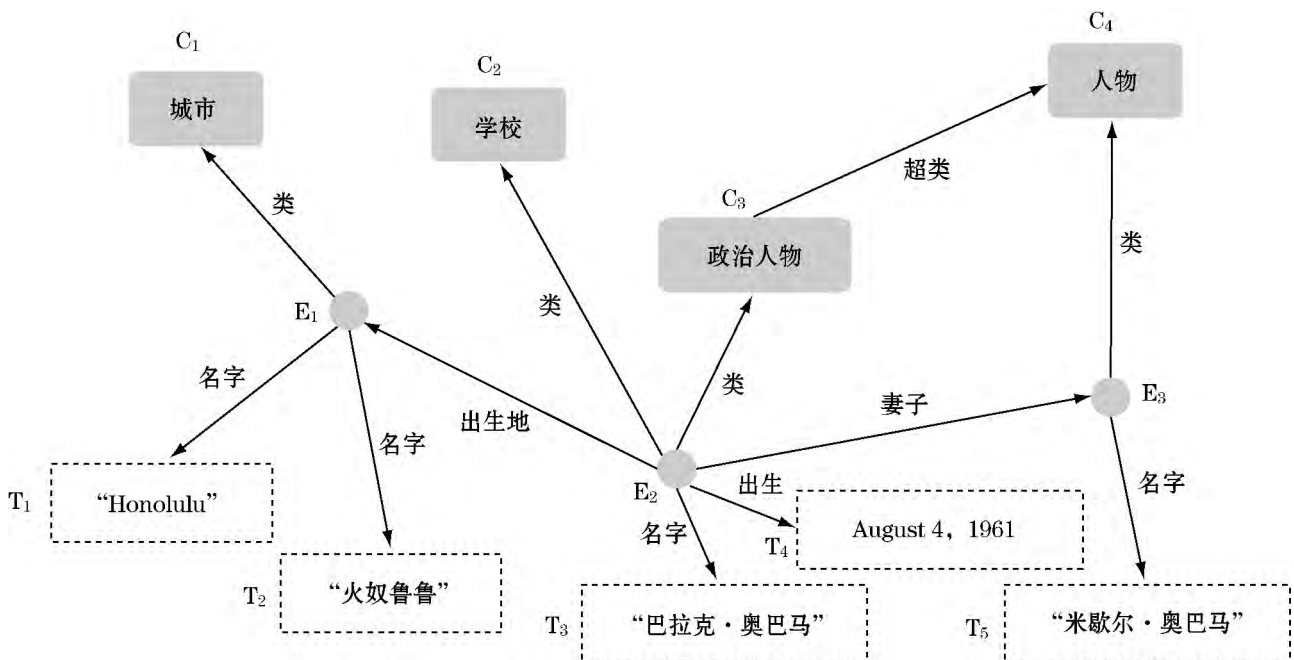 C₁
C₂
C₄
城市
学校
人物
超类
类
C₃
政治人物
类
类
E₁
类
名字
名字
出生地
妻子
E₃
E₂
出生
名字
名字
T₁
“Honolulu”
T₄
August 4，1961
T₂
“火奴鲁鲁”
T₃
“巴拉克·奥巴马”
T₅
“米歇尔·奥巴马”